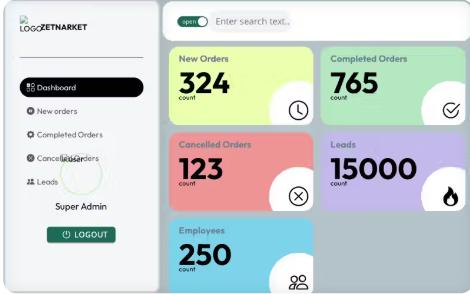 LOGO ZETNARKET
Dashboard
New orders
Completed Orders
Cancelled Orders
Leads
Super Admin
LOGOUT
open
Enter search text..
New Orders
324
count
Completed Orders
765
count
Cancelled Orders
123
count
Leads
15000
count
Employees
250
count